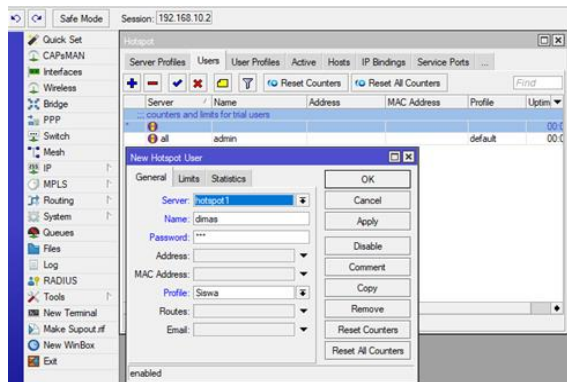 Safe Mode Session: 192.168.10.2
Quick Set
CAPsMAN
Interfaces
Wireless
Bridge
PPP
Switch
Mesh
IP
MPLS
Routing
System
Queues
Files
Log
RADIUS
Tools
New Terminal
Make Supout.rif
New WinBox
Exit
Hotspot
Server Profiles Users User Profiles Active Hosts IP Bindings Service Ports ...
Reset Counters Reset All Counters Find
Server Name Address MAC Address Profile Uptim
;;; counters and limits for trial users
00:0
all admin default 00:0
New Hotspot User
General Limits Statistics
Server: hotspot1
Name: dimas
Password: ***
Address:
MAC Address:
Profile: Siswa
Routes:
Email:
OK
Cancel
Apply
Disable
Comment
Copy
Remove
Reset Counters
Reset All Counters
enabled